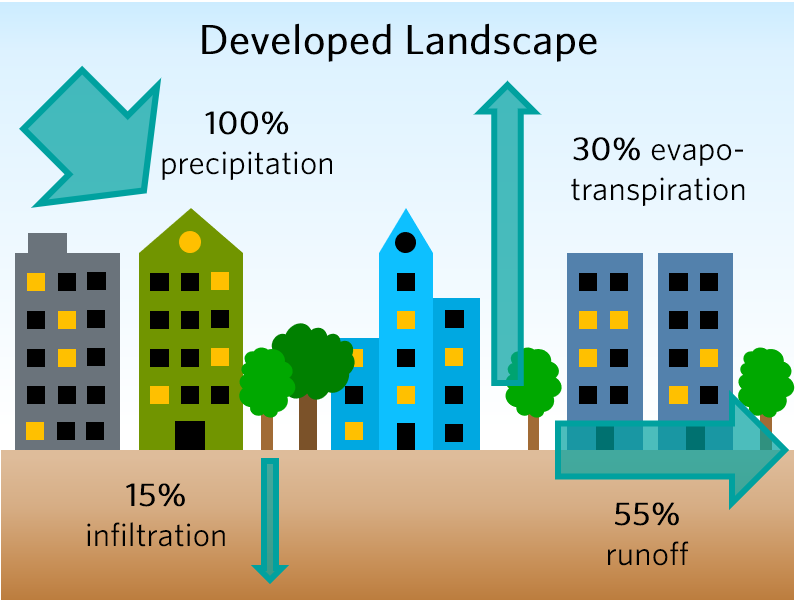 Developed Landscape
100%
precipitation
30% evapo-
transpiration
15%
infiltration
55%
runoff